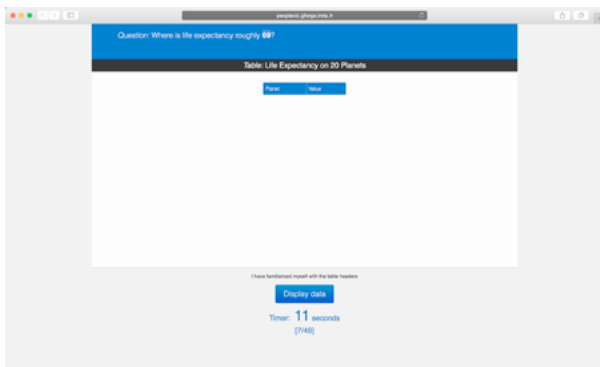 peopleviz.gforge.inria.fr
Question: Where is life expectancy roughly 69?
Table: Life Expectancy on 20 Planets
Planet Value
I have familiarized myself with the table headers
Display data
Timer: 11 seconds
[7/49]